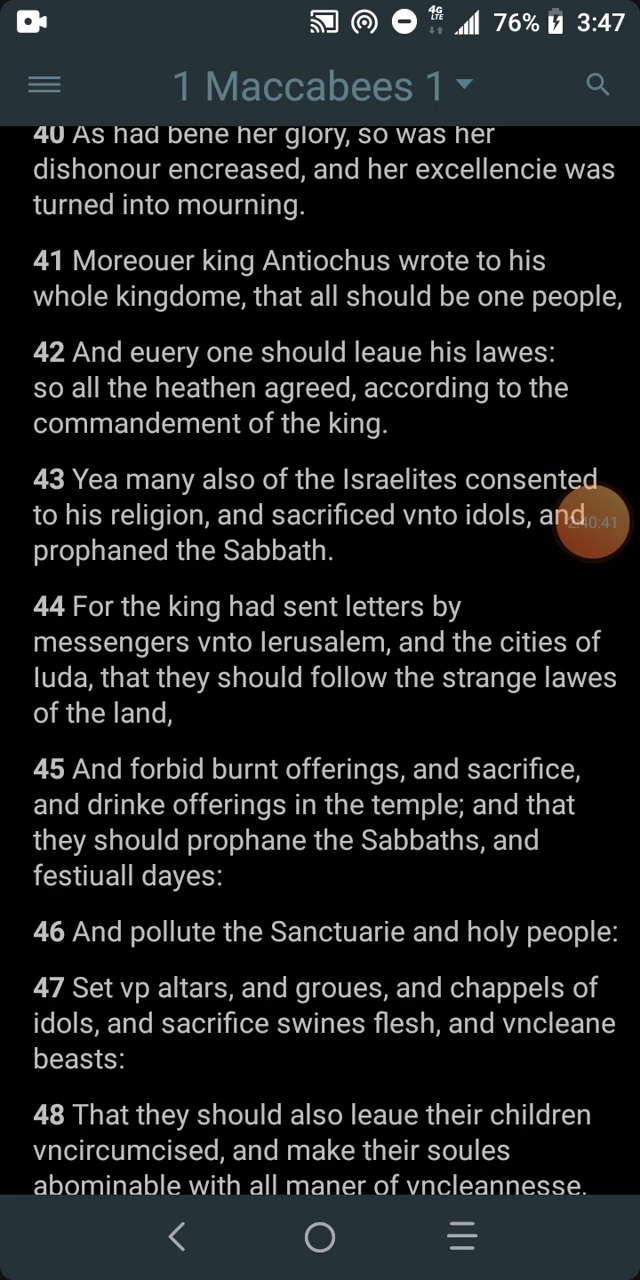 4G
LTE
76%
3:47
1 Maccabees 1
40 As had bene her glory, so was her
dishonour encreased, and her excellencie was
turned into mourning.
41 Moreouer king Antiochus wrote to his
whole kingdome, that all should be one people,
42 And euery one should leaue his lawes:
so all the heathen agreed, according to the
commandement of the king.
43 Yea many also of the Israelites consented
to his religion, and sacrificed vnto idols, and
2:40:41
prophaned the Sabbath.
44 For the king had sent letters by
messengers vnto Ierusalem, and the cities of
Iuda, that they should follow the strange lawes
of the land,
45 And forbid burnt offerings, and sacrifice,
and drinke offerings in the temple; and that
they should prophane the Sabbaths, and
festiuall dayes:
46 And pollute the Sanctuarie and holy people:
47 Set vp altars, and groues, and chappels of
idols, and sacrifice swines flesh, and vncleane
beasts:
48 That they should also leaue their children
vncircumcised, and make their soules
abominable with all maner of vncleannesse,